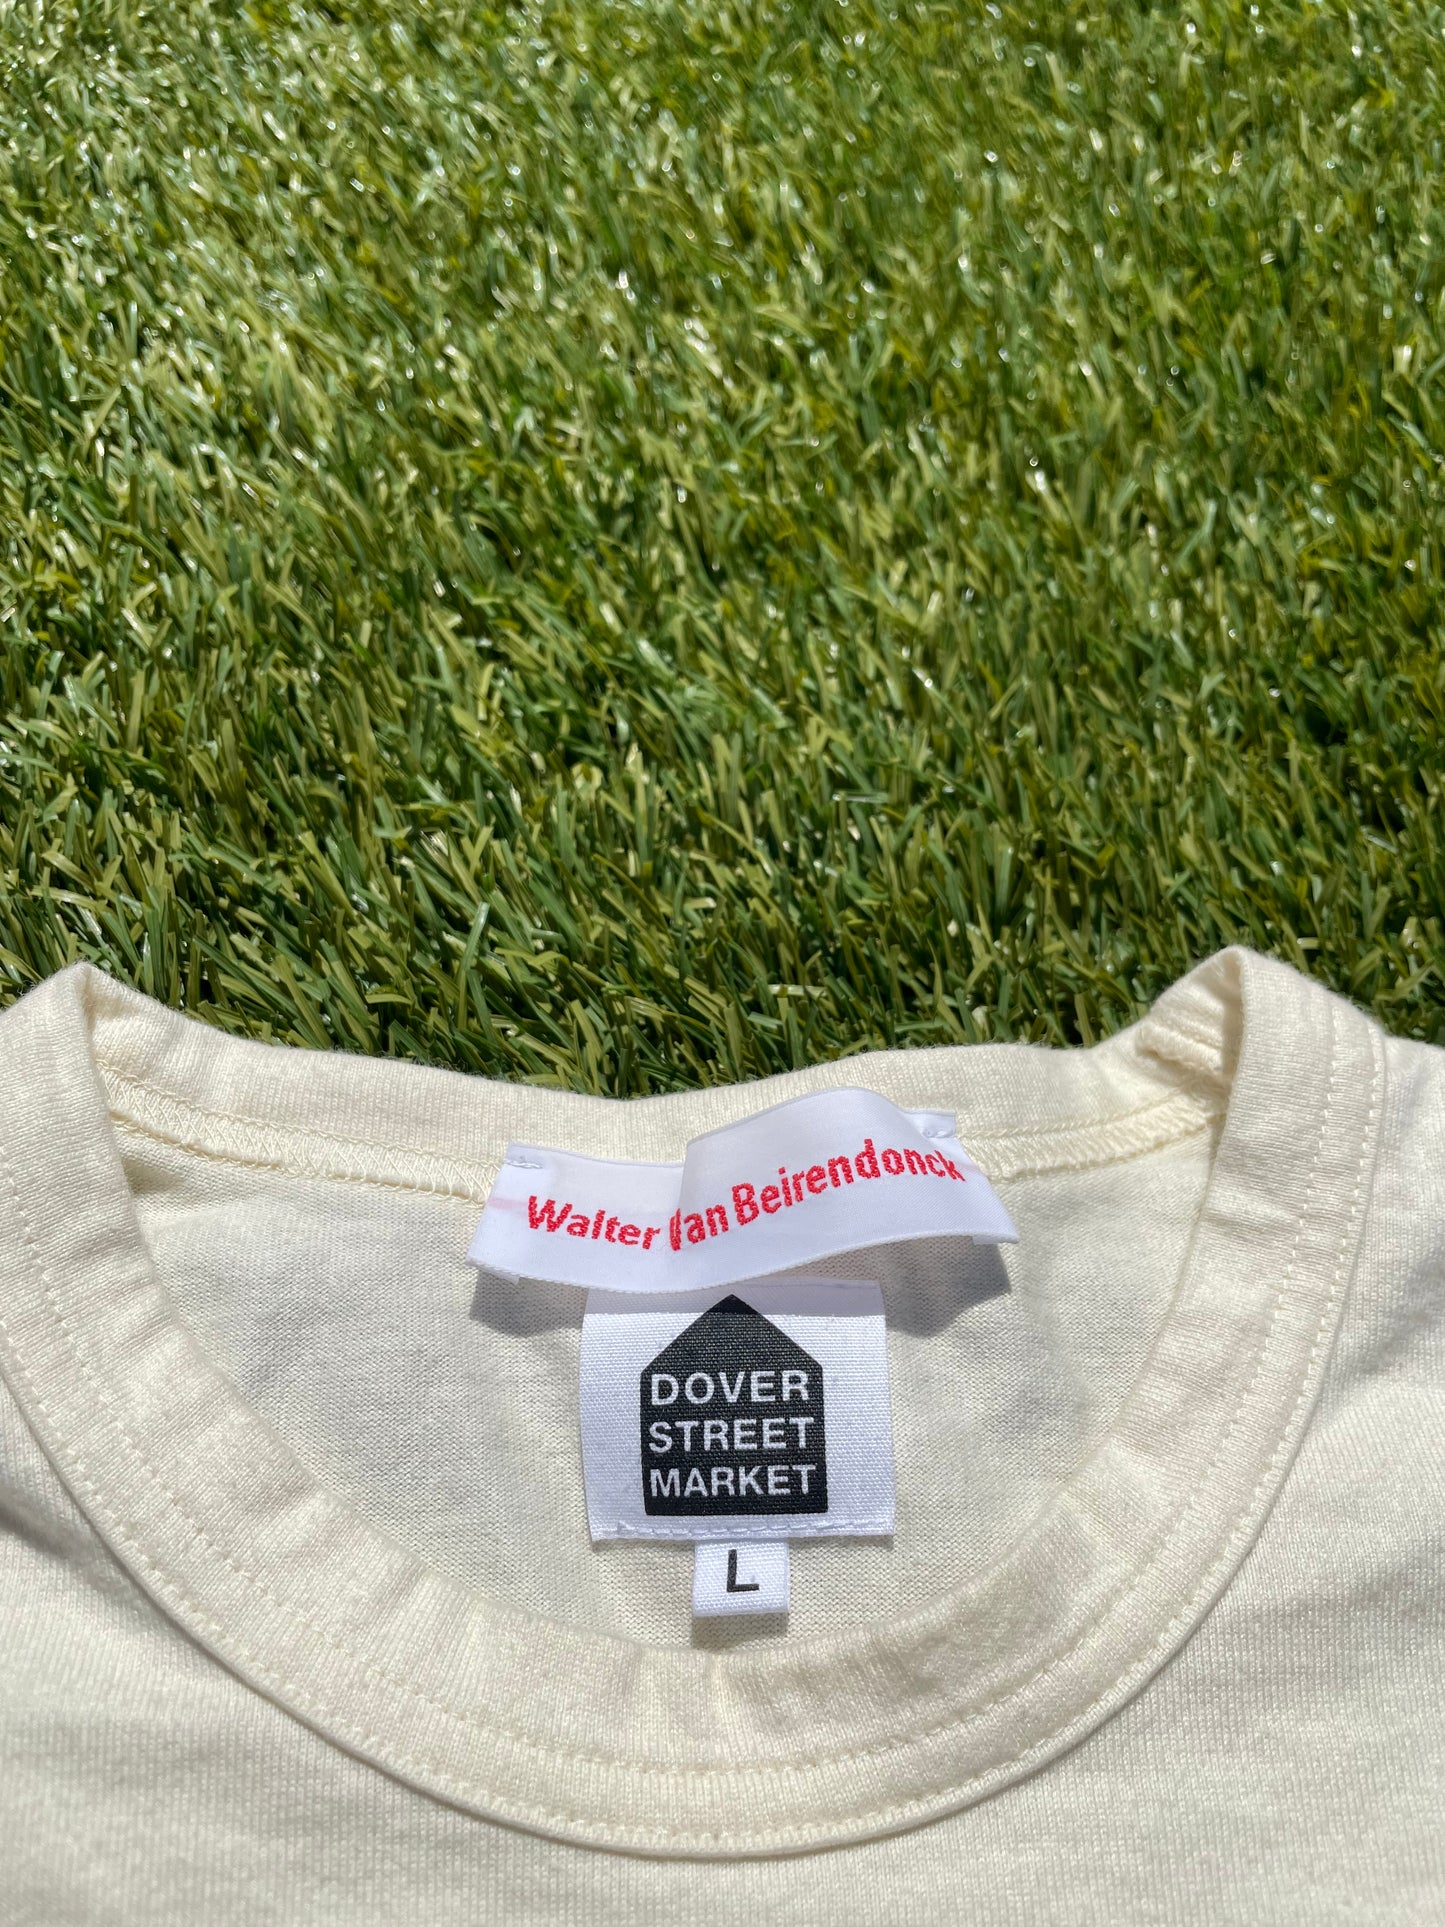 Walter Van Beirendonck
DOVER
STREET
MARKET
L